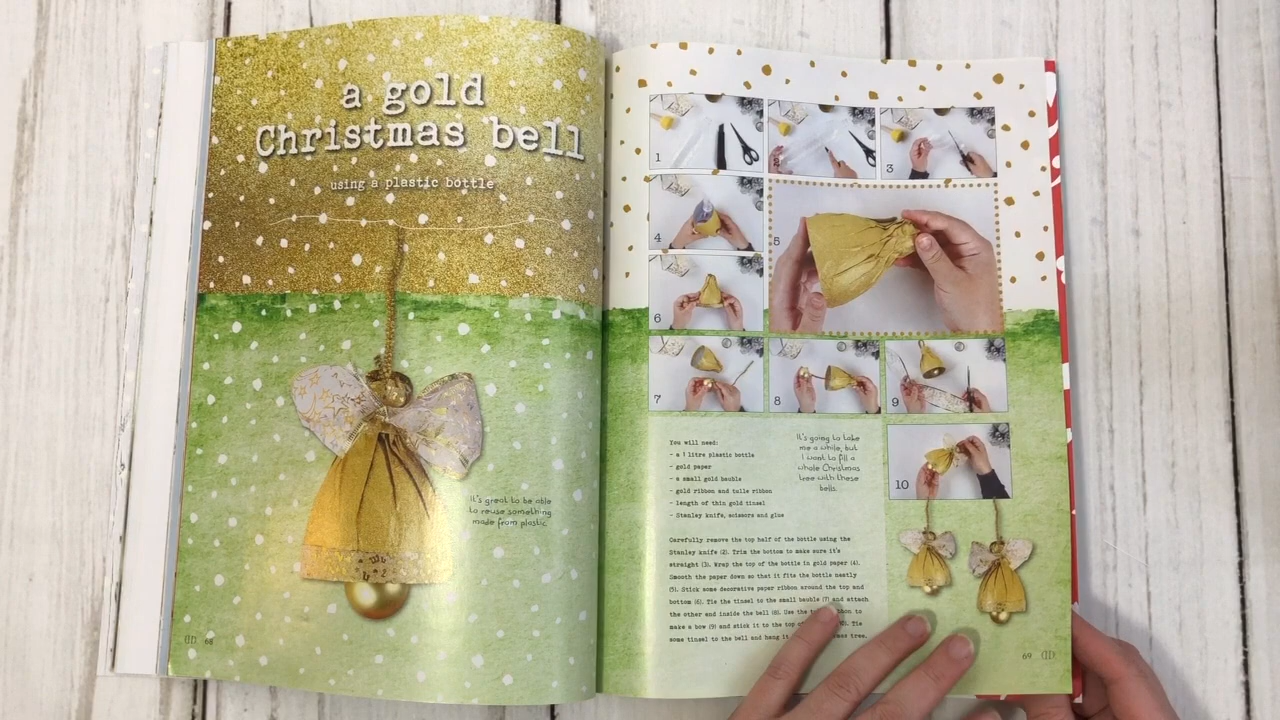 a gold
Christmas bell
using a plastic bottle
It's great to be able
to reuse something
made from plastic
68
1
2
3
4
5
6
7
8
9
10
You will need:
- a 1 litre plastic bottle
- gold paper
- a small gold bauble
- gold ribbon and tulle ribbon
- length of thin gold tinsel
- Stanley knife, scissors and glue
It's going to take
me a while, but
I want to fill a
whole Christmas
tree with these
bells.
Carefully remove the top half of the bottle using the
Stanley knife (2). Trim the bottom to make sure it's
straight (3). Wrap the top of the bottle in gold paper (4).
Smooth the paper down so that it fits the bottle neatly
(5). Stick some decorative paper ribbon around the top and
bottom (6). Tie the tinsel to the small bauble (7) and attach
the other end inside the bell (8). Use the
make a bow (9) and stick it to the top Tie
some tinsel to the bell and hang it tree.
69